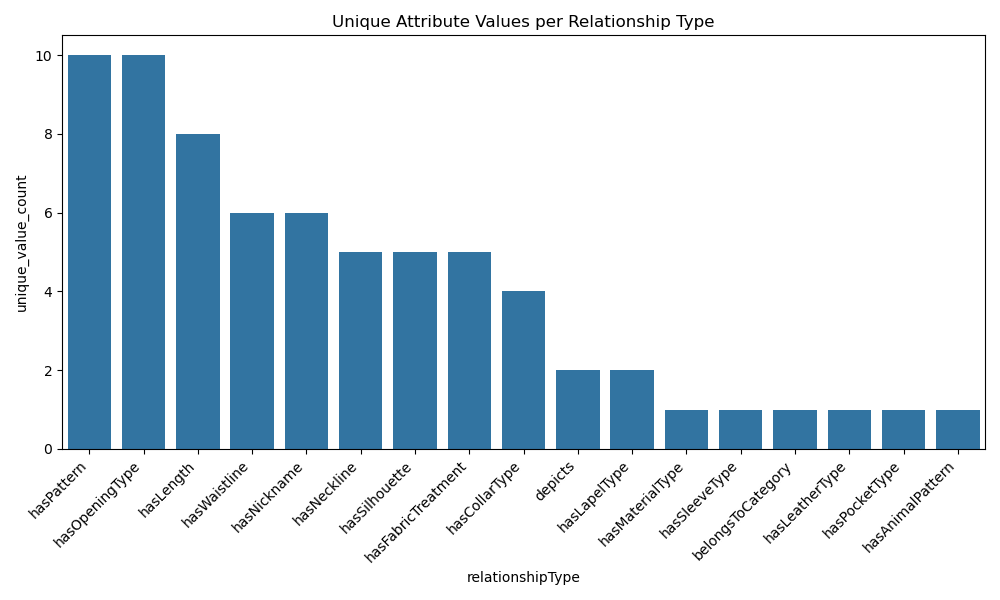 Unique Attribute Values per Relationship Type
unique_value_count
10
8
6
4
2
0
hasPattern
hasOpeningType
hasLength
hasWaistline
hasNickname
hasNeckline
hasSilhouette
hasFabricTreatment
hasCollarType
depicts
hasLapelType
hasMaterialType
hasSleeveType
belongsToCategory
hasLeatherType
hasPocketType
hasAnimalPattern
relationshipType